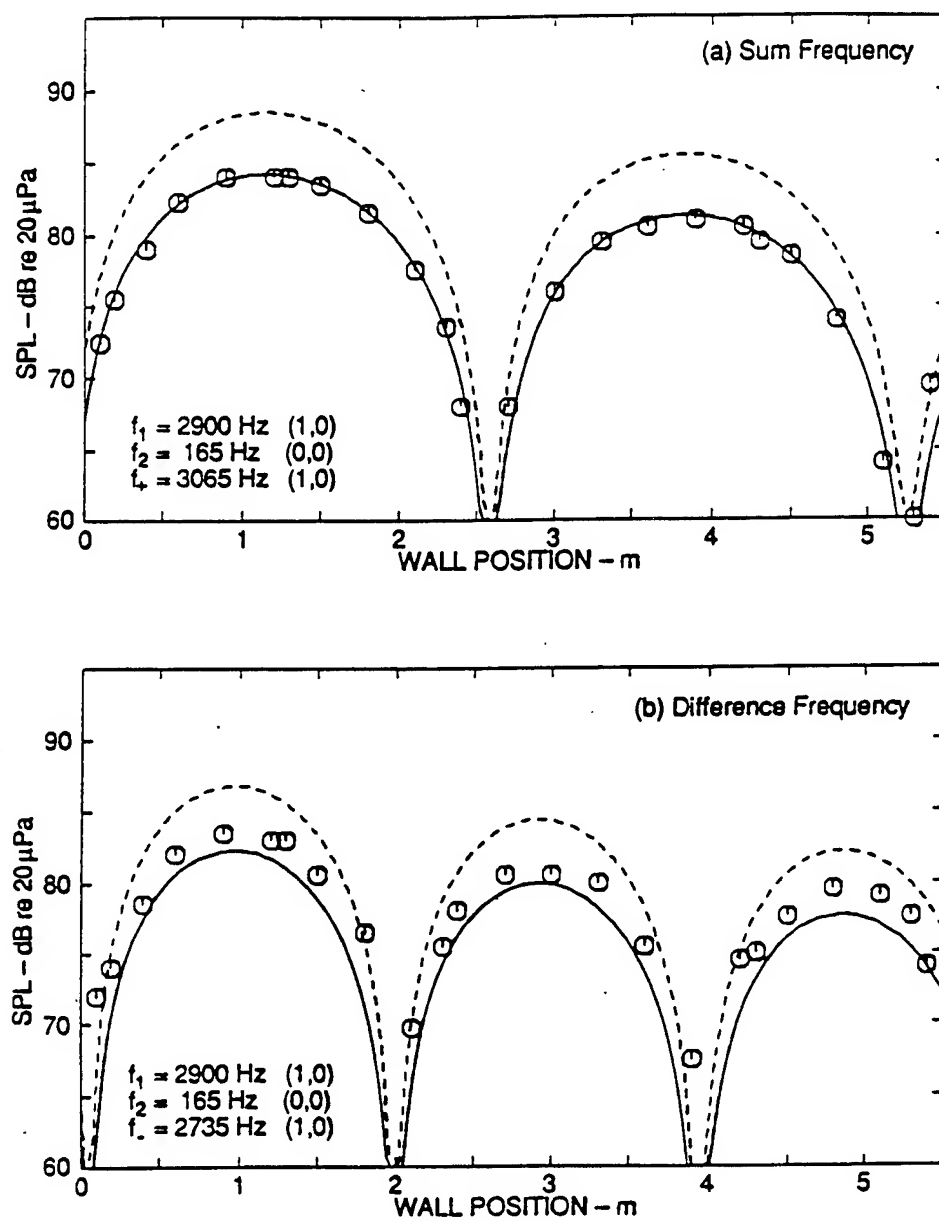 (a) Sum Frequency
90
80
70
60
SPL – dB re 20μPa
f₁ = 2900 Hz (1,0)
f₂ = 165 Hz (0,0)
f₊ = 3065 Hz (1,0)
0 1 2 3 4 5
WALL POSITION – m
(b) Difference Frequency
90
80
70
60
SPL – dB re 20μPa
f₁ = 2900 Hz (1,0)
f₂ = 165 Hz (0,0)
f₋ = 2735 Hz (1,0)
0 1 2 3 4 5
WALL POSITION – m